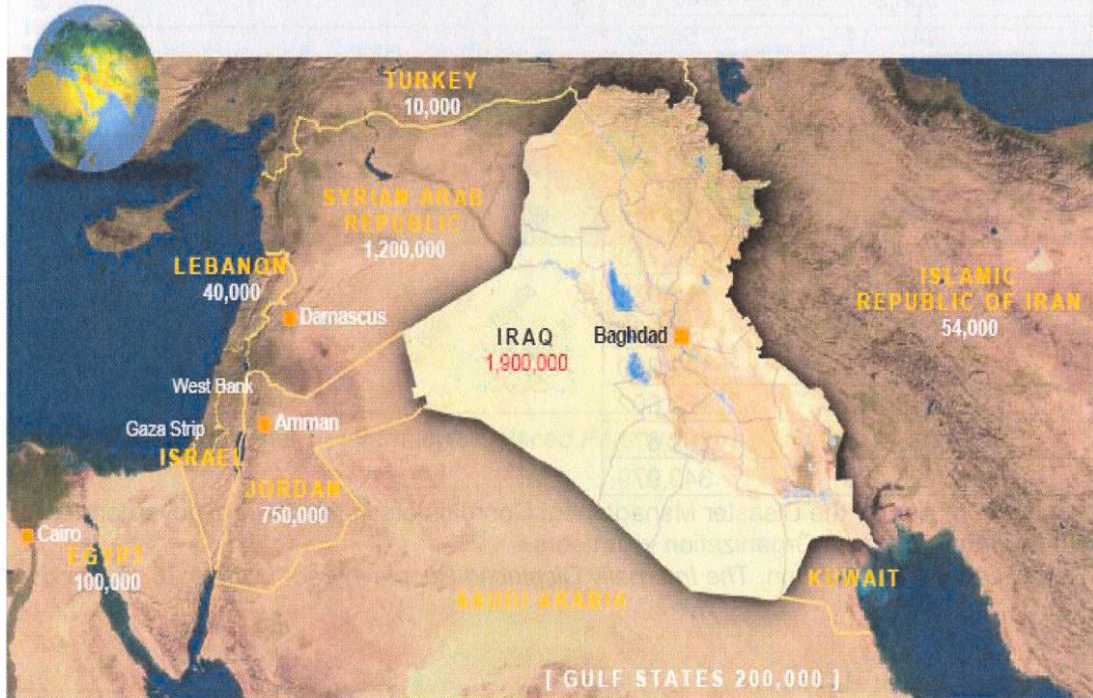 TURKEY
10,000
SYRIAN ARAB
REPUBLIC
1,200,000
LEBANON
40,000
Damascus
ISLAMIC
REPUBLIC OF IRAN
54,000
IRAQ
1,900,000
Baghdad
West Bank
Gaza Strip
Amman
ISRAEL
JORDAN
750,000
Cairo
EGYPT
100,000
KUWAIT
SAUDI ARABIA
[ GULF STATES 200,000 ]